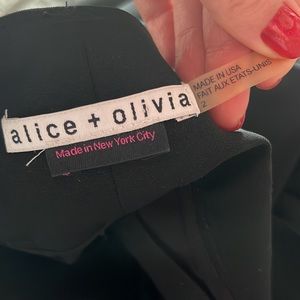 alice + olivia
Made in New York City
MADE IN USA
FAIT AUX ETATS-UNIS
2